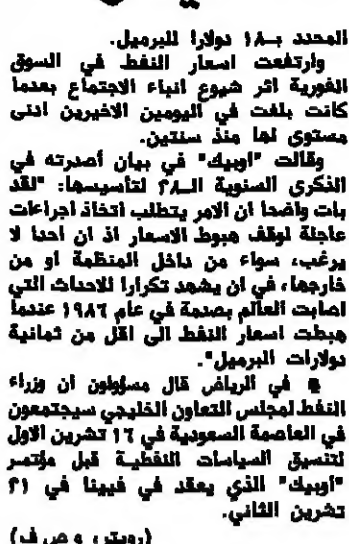 المحدد بـ١٨ دولارا للبرميل.
وارتفعت اسعار النفط في السوق
الفورية اثر شيوع انباء الاجتماع بعدما
كانت بلغت في اليومين الاخيرين ادنى
مستوى لها منذ سنتين.
وقالت "اوبيك" في بيان أصدرته في
الذكرى السنوية الـ٢٨ لتأسيسها: "لقد
بات واضحا ان الامر يتطلب اتخاذ اجراءات
عاجلة لوقف هبوط الاسعار اذ ان احدا لا
يرغب، سواء من داخل المنظمة او من
خارجها، في ان يشهد تكرارا للاحداث التي
اصابت العالم بصدمة في عام ١٩٨٦ عندما
هبطت اسعار النفط الى اقل من ثمانية
دولارات البرميل".
في الرياض قال مسؤولون ان وزراء
النفط لمجلس التعاون الخليجي سيجتمعون
في العاصمة السعودية في ١٦ تشرين الاول
لتنسيق السياسات النفطية قبل مؤتمر
"أوبيك" الذي يعقد في فيينا في ٢١
تشرين الثاني.
(رويتر، و ص ف)